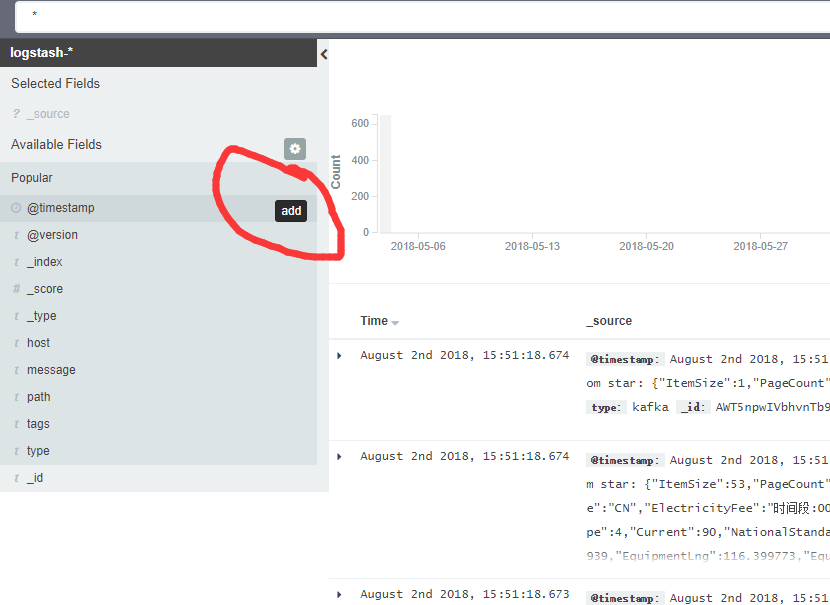 *
logstash-*
Selected Fields
? _source
Available Fields
Popular
@timestamp
add
t @version
t _index
# _score
t _type
t host
t message
t path
t tags
t type
t _id
Count
600
400
200
0
2018-05-06 2018-05-13 2018-05-20 2018-05-27
Time _source
August 2nd 2018, 15:51:18.674 @timestamp: August 2nd 2018, 15:51
om star: {"ItemSize":1,"PageCount"
type: kafka _id: AWT5npwIVbhvnTb9
August 2nd 2018, 15:51:18.674 @timestamp: August 2nd 2018, 15:51
m star: {"ItemSize":53,"PageCount"
e":"CN","ElectricityFee":"时间段:00
pe":4,"Current":90,"NationalStanda
939,"EquipmentLng":116.399773,"Equ
August 2nd 2018, 15:51:18.673 @timestamp: August 2nd 2018, 15:51